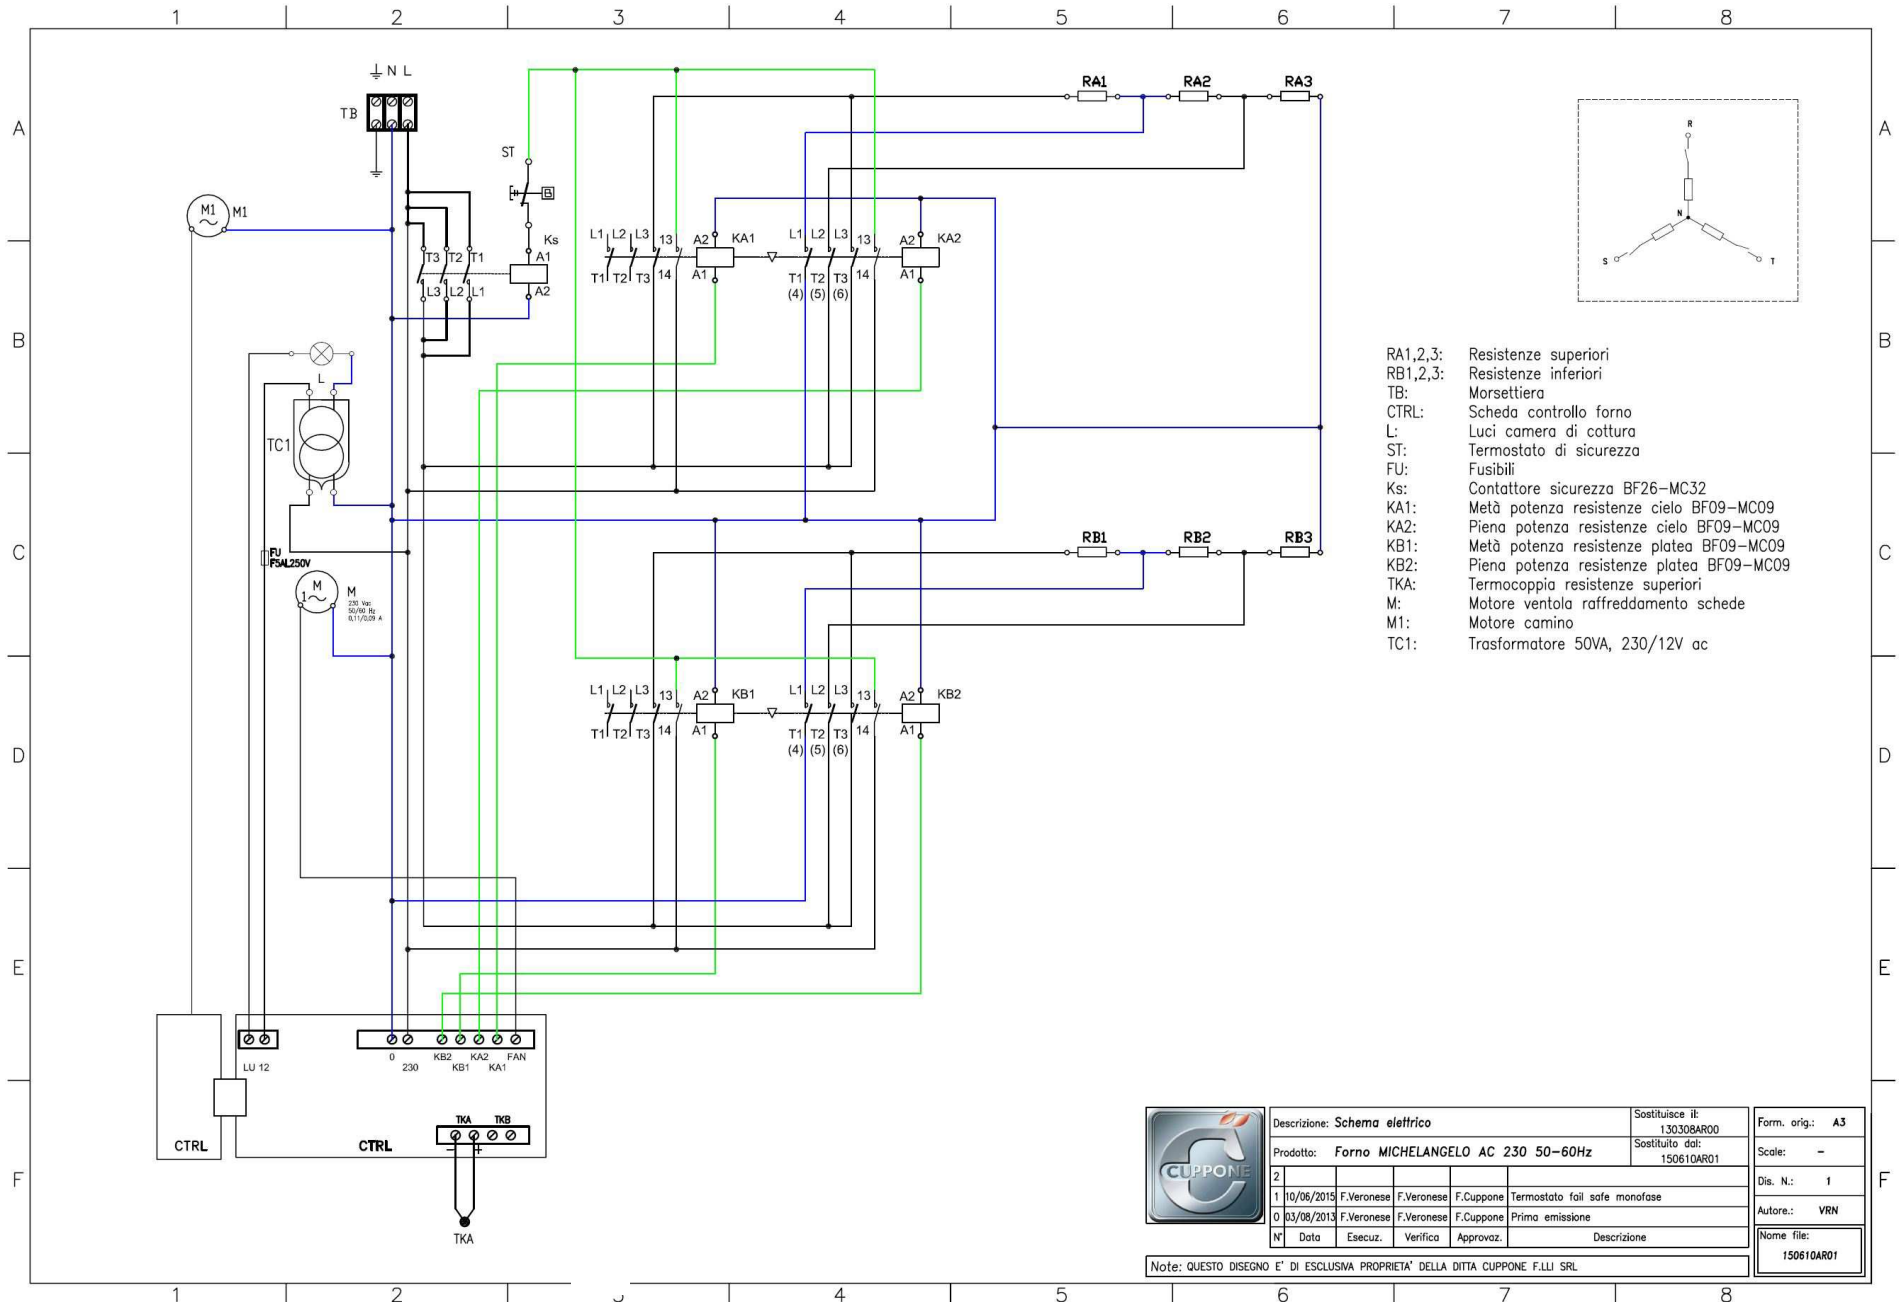 1 2 3 4 5 6 7 8
A A
B B
C C
D D
E E
F F
N L
TB
M1 M1
ST
B
Ks
A1
A2
T3 T2 T1
L3 L2 L1
L
TC1
FU
F5AL250V
M
1
M
230 Vac
50/60 Hz
0,11/0,09 A
RA1 RA2 RA3
L1 L2 L3 13 A2 KA1
T1 T2 T3 14 A1
L1 L2 L3 13 A2 KA2
T1 T2 T3 14 A1
(4) (5) (6)
RB1 RB2 RB3
L1 L2 L3 13 A2 KB1
T1 T2 T3 14 A1
L1 L2 L3 13 A2 KB2
T1 T2 T3 14 A1
(4) (5) (6)
R
N
S T
RA1,2,3: Resistenze superiori
RB1,2,3: Resistenze inferiori
TB: Morsettiera
CTRL: Scheda controllo forno
L: Luci camera di cottura
ST: Termostato di sicurezza
FU: Fusibili
Ks: Contattore sicurezza BF26-MC32
KA1: Metà potenza resistenze cielo BF09-MC09
KA2: Piena potenza resistenze cielo BF09-MC09
KB1: Metà potenza resistenze platea BF09-MC09
KB2: Piena potenza resistenze platea BF09-MC09
TKA: Termocoppia resistenze superiori
M: Motore ventola raffreddamento schede
M1: Motore camino
TC1: Trasformatore 50VA, 230/12V ac
LU 12
0 230 KB2 KB1 KA2 KA1 FAN
CTRL
CTRL
TKA TKB
- +
TKA
CUPPONE
Descrizione: Schema elettrico
Sostituisce il:
130308AR00
Prodotto: Forno MICHELANGELO AC 230 50-60Hz
Sostituito dal:
150610AR01
2
1 10/06/2015 F.Veronese F.Veronese F.Cuppone Termostato fail safe monofase
0 03/08/2013 F.Veronese F.Veronese F.Cuppone Prima emissione
N° Data Esecuz. Verifica Approvaz. Descrizione
Form. orig.: A3
Scale: -
Dis. N.: 1
Autore.: VRN
Nome file:
150610AR01
Note: QUESTO DISEGNO E' DI ESCLUSIVA PROPRIETA' DELLA DITTA CUPPONE F.LLI SRL
1 2 3 4 5 6 7 8